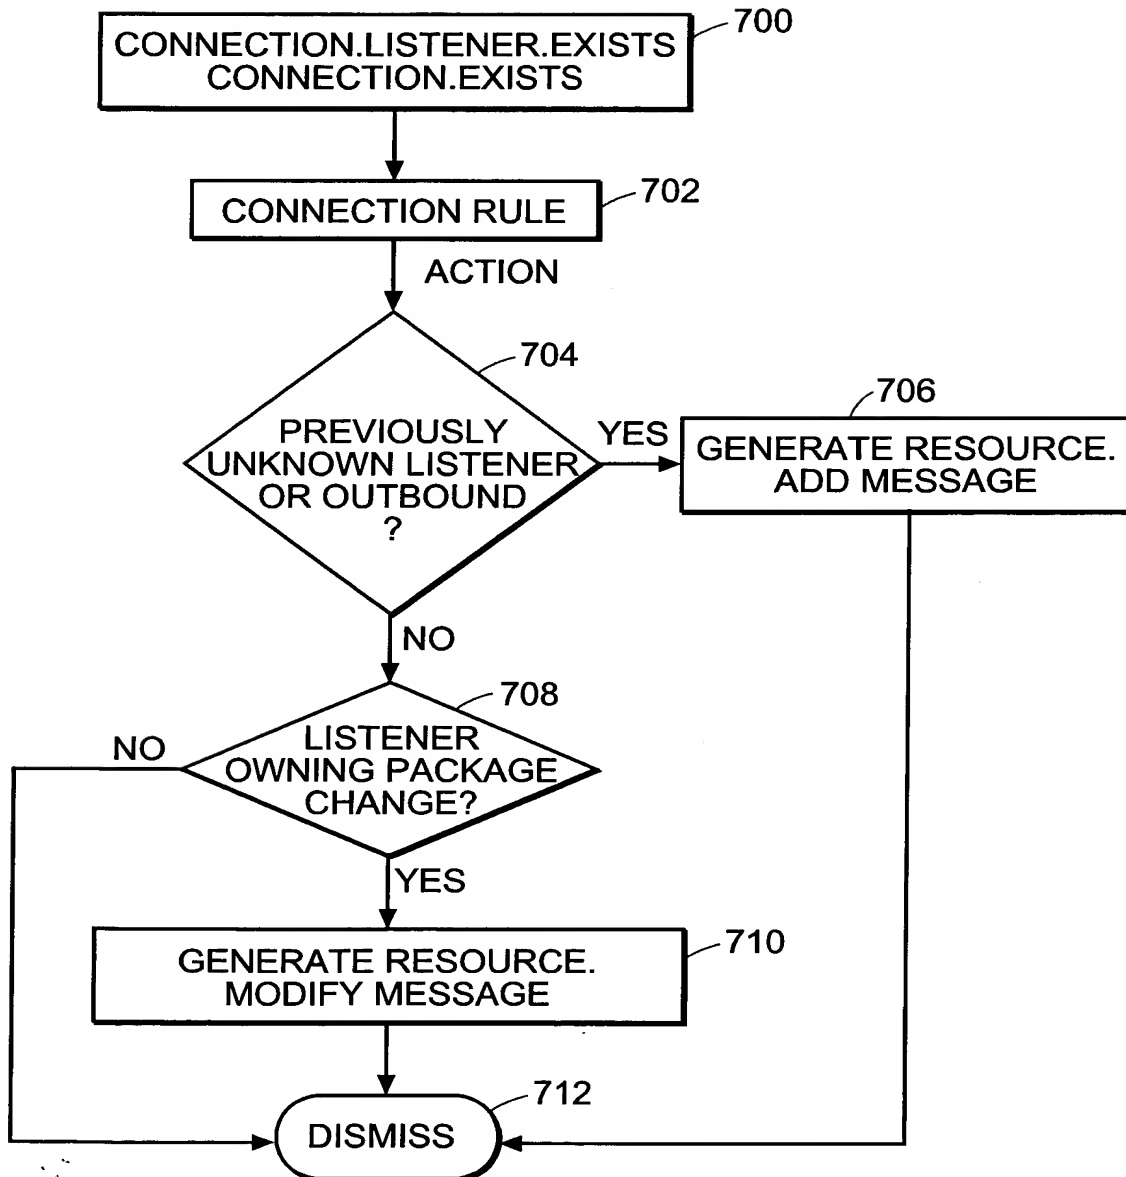 700
CONNECTION.LISTENER.EXISTS
CONNECTION.EXISTS
702
CONNECTION RULE
ACTION
704
706
PREVIOUSLY
UNKNOWN LISTENER
OR OUTBOUND
?
YES
GENERATE RESOURCE.
ADD MESSAGE
NO
708
NO
LISTENER
OWNING PACKAGE
CHANGE?
YES
710
GENERATE RESOURCE.
MODIFY MESSAGE
712
DISMISS